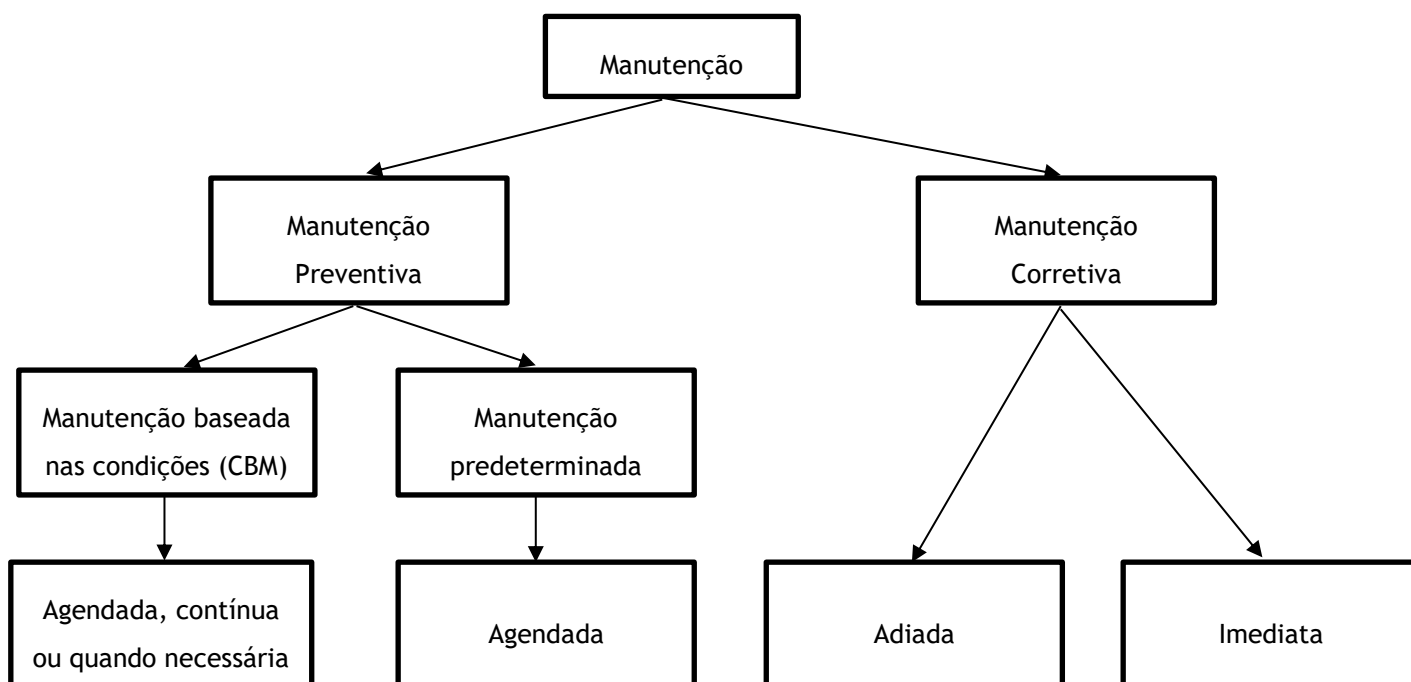 Manutenção
Manutenção
Preventiva
Manutenção
Corretiva
Manutenção baseada
nas condições (CBM)
Manutenção
predeterminada
Agendada, contínua
ou quando necessária
Agendada
Adiada
Imediata